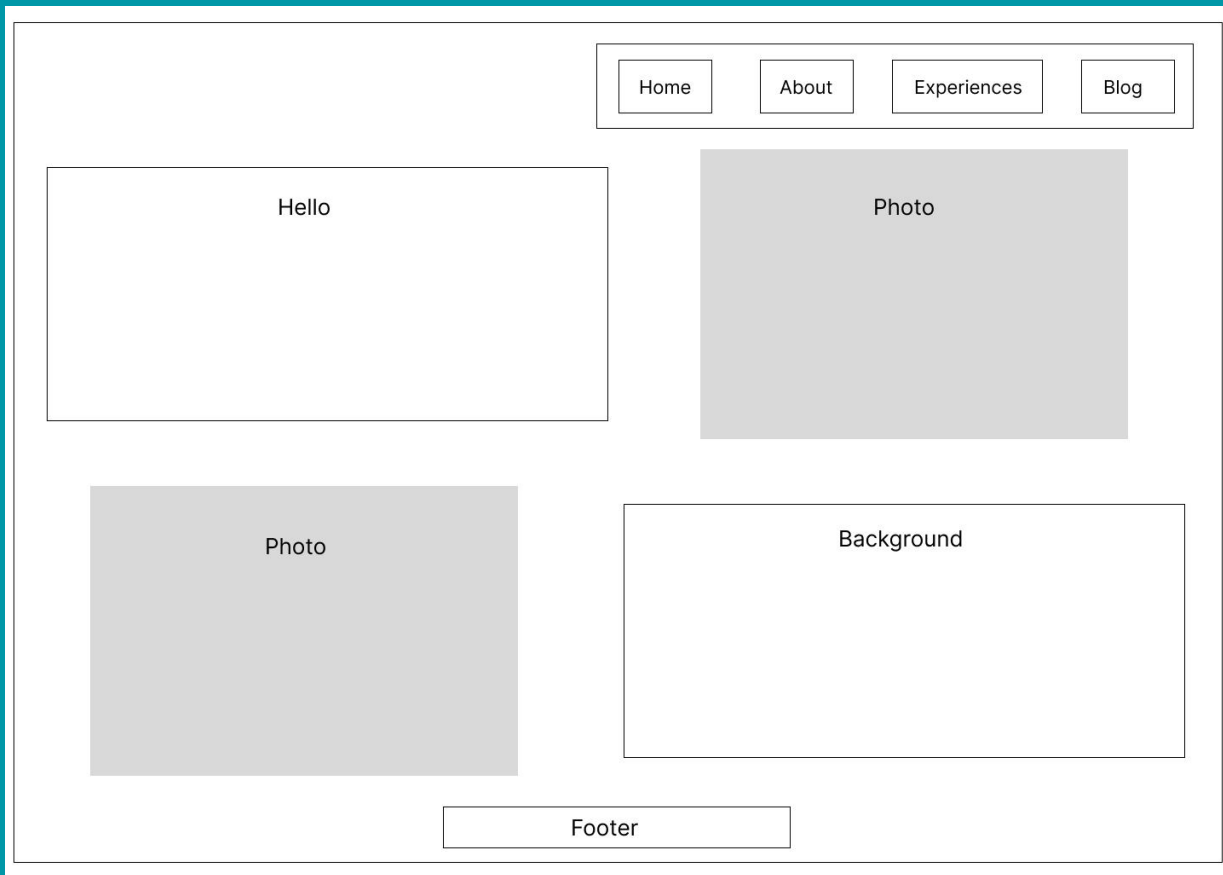 Home
About
Experiences
Blog
Hello
Photo
Photo
Background
Footer